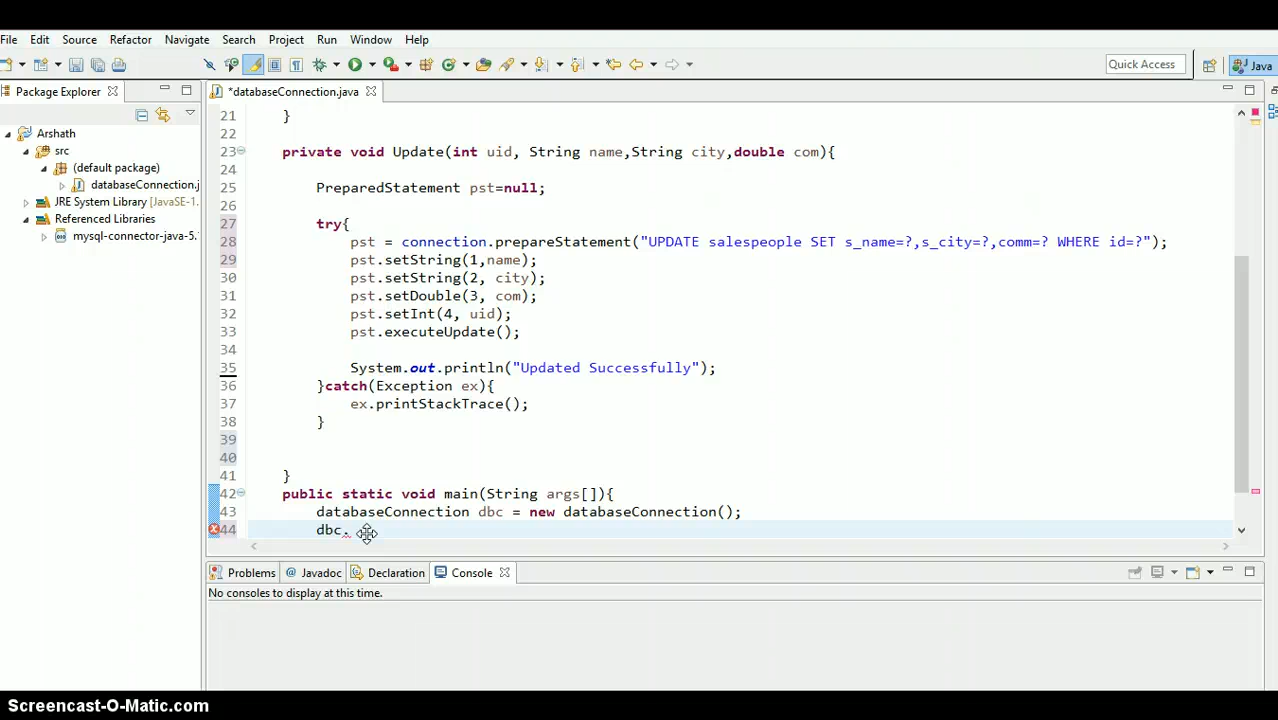 File Edit Source Refactor Navigate Search Project Run Window Help
Quick Access
Java
Package Explorer
*databaseConnection.java
Arshath
src
(default package)
databaseConnection.j
JRE System Library [JavaSE-1.
Referenced Libraries
mysql-connector-java-5.
21 }
22
23 private void Update(int uid, String name,String city,double com){
24
25 PreparedStatement pst=null;
26
27 try{
28 pst = connection.prepareStatement("UPDATE salespeople SET s_name=?,s_city=?,comm=? WHERE id=?");
29 pst.setString(1,name);
30 pst.setString(2, city);
31 pst.setDouble(3, com);
32 pst.setInt(4, uid);
33 pst.executeUpdate();
34
35 System.out.println("Updated Successfully");
36 }catch(Exception ex){
37 ex.printStackTrace();
38 }
39
40
41 }
42 public static void main(String args[]){
43 databaseConnection dbc = new databaseConnection();
44 dbc.
Problems Javadoc Declaration Console
No consoles to display at this time.
Screencast-O-Matic.com